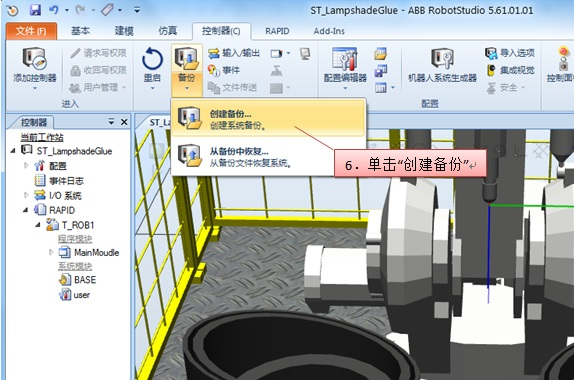 ST_LampshadeGlue - ABB RobotStudio 5.61.01.01
文件(F) 基本 建模 仿真 控制器(C) RAPID Add-Ins
添加控制器
请求写权限
收回写权限
用户管理
进入
重启
备份
输入/输出
事件
文件传送
配置编辑器
机器人系统生成器
导入选项
集成视觉
安全
配置
控制面
创建备份...
创建系统备份。
从备份中恢复...
从备份文件恢复系统。
6. 单击“创建备份”
控制器
ST_Lam
当前工作站
ST_LampshadeGlue
配置
事件日志
I/O 系统
RAPID
T_ROB1
程序模块
MainMoudle
系统模块
BASE
user